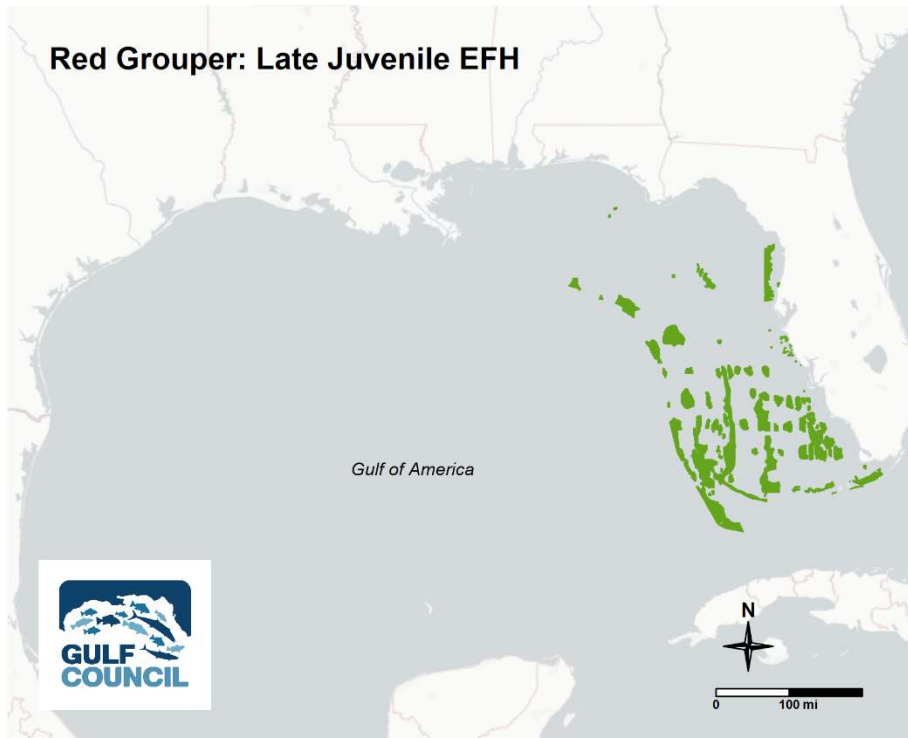 Red Grouper: Late Juvenile EFH
Gulf of America
GULF
COUNCIL
N
0 100 mi